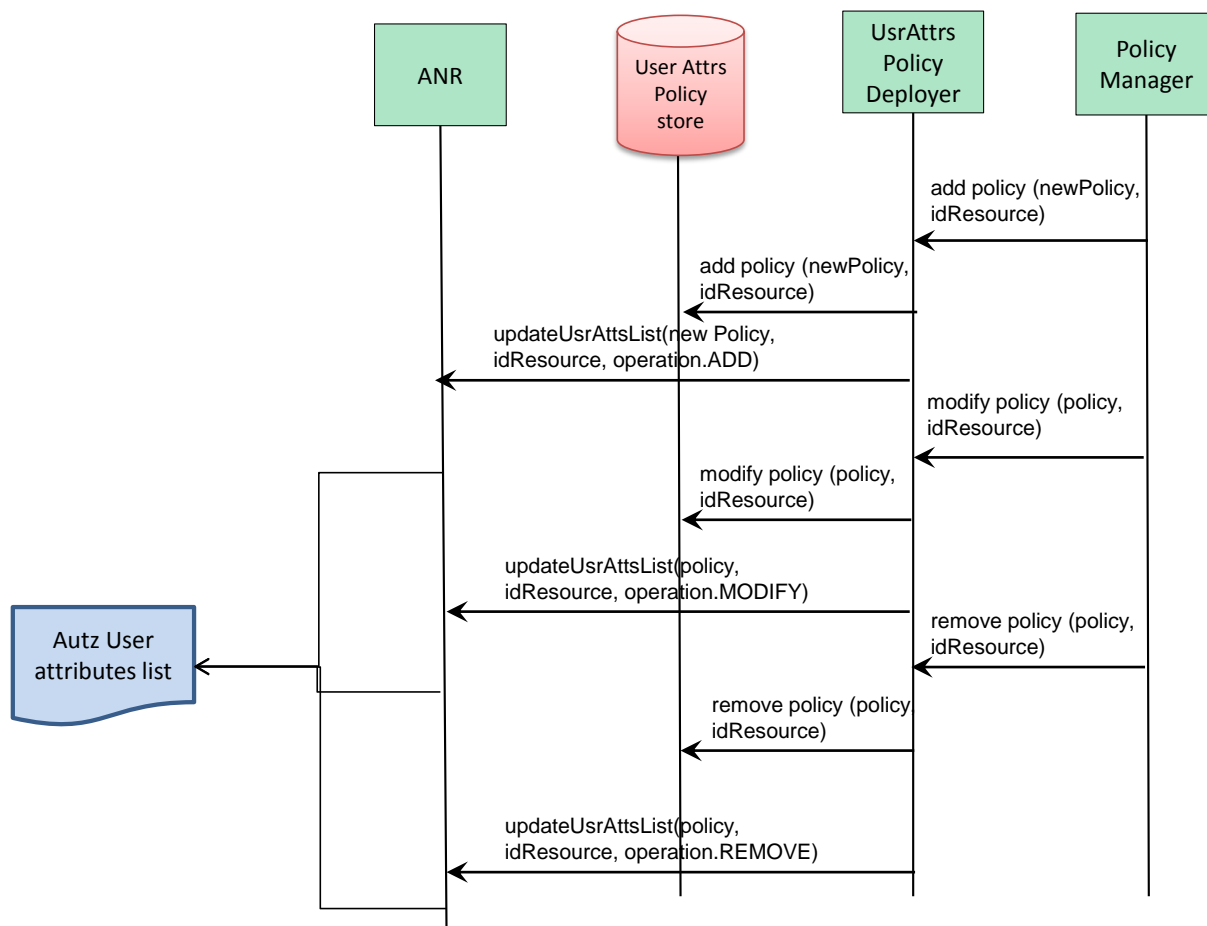 ANR
User Attrs
Policy
store
UsrAttrs
Policy
Deployer
Policy
Manager
add policy (newPolicy,
idResource)
add policy (newPolicy,
idResource)
updateUsrAttsList(new Policy,
idResource, operation.ADD)
modify policy (policy,
idResource)
modify policy (policy,
idResource)
updateUsrAttsList(policy,
idResource, operation.MODIFY)
remove policy (policy,
idResource)
Autz User
attributes list
remove policy (policy,
idResource)
updateUsrAttsList(policy,
idResource, operation.REMOVE)